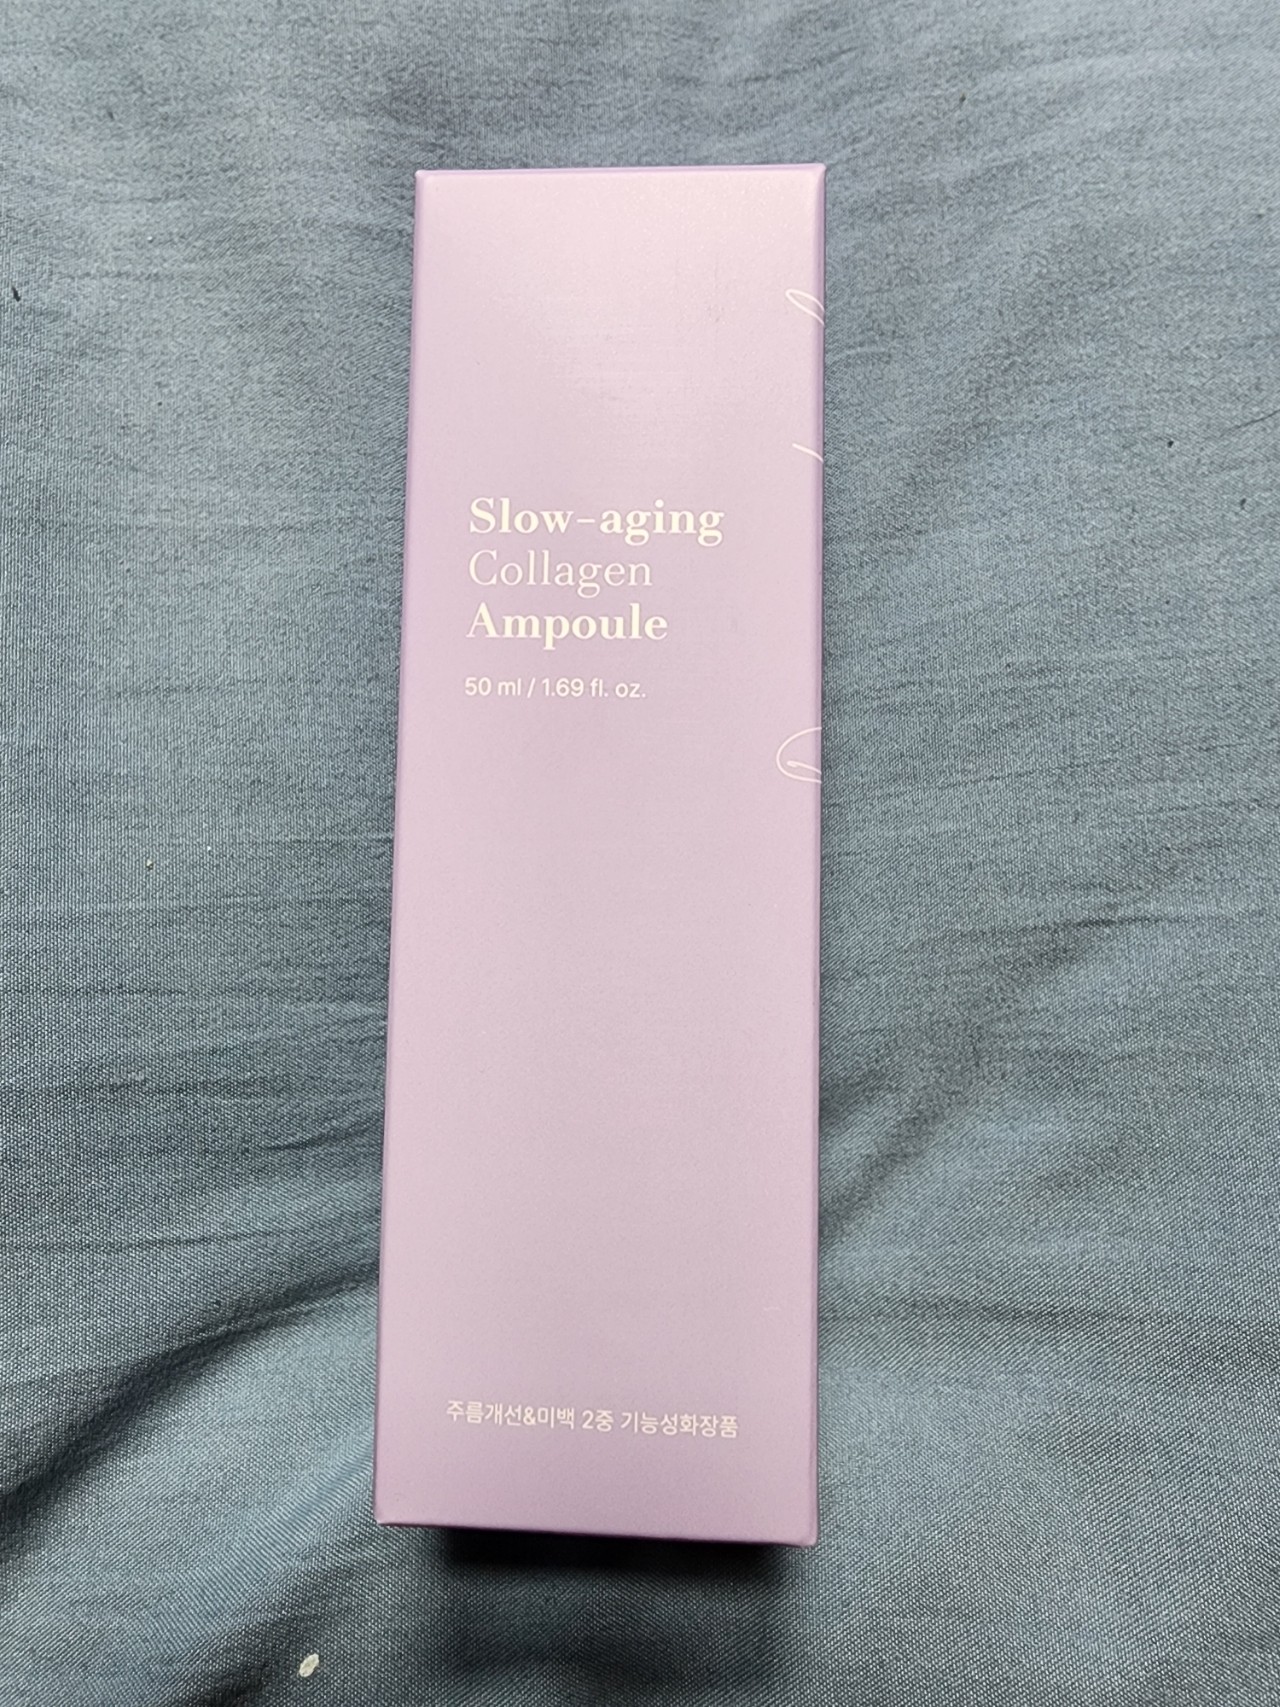 Slow-aging
Collagen
Ampoule
50 ml / 1.69 fl. oz.
주름개선&미백 2중 기능성화장품